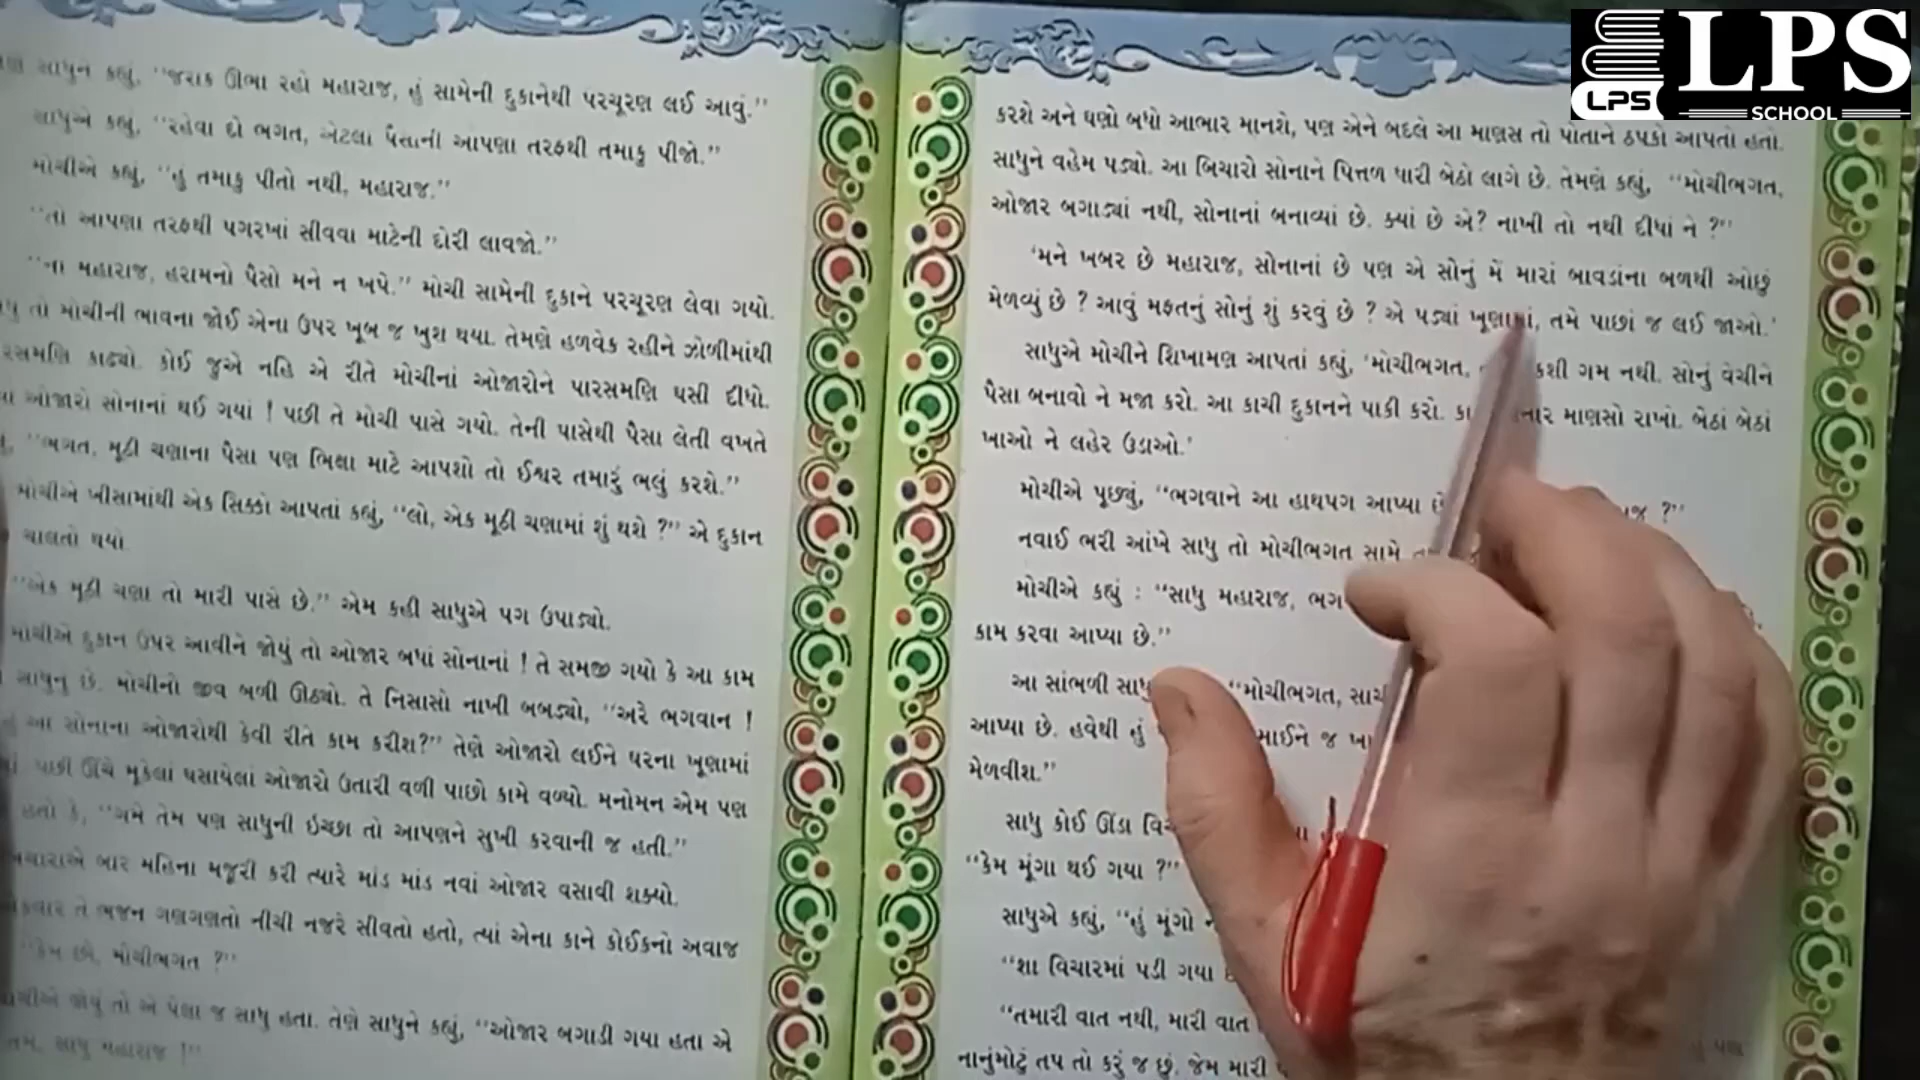 સાધુને કહ્યું, "જરાક ઊભા રહો મહારાજ, હું સામેની દુકાનેથી પરચૂરણ લઈ આવું."
સાધુએ કહ્યું, "રહેવા દો ભગત, એટલા પૈસાની આપણા તરફથી તમાકુ પીજો."
મોચીએ કહ્યું, "હું તમાકુ પીતો નથી, મહારાજ."
"તો આપણા તરફથી પગરખાં સીવવા માટેની દોરી લાવજો."
"ના મહારાજ, હરામનો પૈસો મને ન ખપે." મોચી સામેની દુકાને પરચૂરણ લેવા ગયો.
તો મોચીની ભાવના જોઈ એના ઉપર ખૂબ જ ખુશ થયા. તેમણે હળવેક રહીને ઝોળીમાંથી
કાઢ્યો. કોઈ જુએ નહિ એ રીતે મોચીનાં ઓજારોને પારસમણિ ઘસી દીધો.
ઓજારો સોનાનાં થઈ ગયાં ! પછી તે મોચી પાસે ગયો. તેની પાસેથી પૈસા લેતી વખતે
"ભગત, મૂઠી ચણાના પૈસા પણ ભિક્ષા માટે આપશો તો ઈશ્વર તમારું ભલું કરશે."
મોચીએ ખીસામાંથી એક સિક્કો આપતાં કહ્યું, "લો, એક મૂઠી ચણામાં શું થશે ?" એ દુકાન
ચાલતો થયો.
"એક મૂઠી ચણા તો મારી પાસે છે." એમ કહી સાધુએ પગ ઉપાડ્યો.
મોચીએ દુકાન ઉપર આવીને જોયું તો ઓજાર બધાં સોનાનાં ! તે સમજી ગયો કે આ કામ
સાધુનું છે. મોચીનો જીવ બળી ઊઠ્યો. તે નિસાસો નાખી બબડ્યો, "અરે ભગવાન !
આ સોનાના ઓજારોથી કેવી રીતે કામ કરીશ?" તેણે ઓજારો લઈને ઘરના ખૂણામાં
ઊંચે મૂકેલાં ઘસાયેલાં ઓજારો ઉતારી વળી પાછો કામે વળ્યો. મનોમન એમ પણ
હતો કે, "ગમે તેમ પણ સાધુની ઇચ્છા તો આપણને સુખી કરવાની જ હતી."
બાર મહિના મજૂરી કરી ત્યારે માંડ માંડ નવાં ઓજાર વસાવી શક્યો.
તે ભજન ગણગણતો નીચી નજરે સીવતો હતો, ત્યાં એના કાને કોઈકનો અવાજ
"કેમ છો, મોચીભગત ?"
જોયું તો એ પેલા જ સાધુ હતા. તેણે સાધુને કહ્યું, "ઓજાર બગાડી ગયા હતા એ
સાધુ મહારાજ !"
કરશે અને ઘણો બધો આભાર માનશે, પણ એને બદલે આ માણસ તો પોતાને ઠપકો આપતો હતો.
સાધુને વહેમ પડ્યો. આ બિચારો સોનાને પિત્તળ ધારી બેઠો લાગે છે. તેમણે કહ્યું, "મોચીભગત,
ઓજાર બગાડ્યાં નથી, સોનાનાં બનાવ્યાં છે. ક્યાં છે એ? નાખી તો નથી દીધાં ને ?"
'મને ખબર છે મહારાજ, સોનાનાં છે પણ એ સોનું મેં મારાં બાવડાંના બળથી ઓછું
મેળવ્યું છે ? આવું મફતનું સોનું શું કરવું છે ? એ પડ્યાં ખૂણામાં, તમે પાછાં જ લઈ જાઓ.'
સાધુએ મોચીને શિખામણ આપતાં કહ્યું, 'મોચીભગત, કશી ગમ નથી. સોનું વેચીને
પૈસા બનાવો ને મજા કરો. આ કાચી દુકાનને પાકી કરો. માણસો રાખો. બેઠાં બેઠાં
ખાઓ ને લહેર ઉડાઓ.'
મોચીએ પૂછ્યું, "ભગવાને આ હાથપગ આપ્યા ?"
નવાઈ ભરી આંખે સાધુ તો મોચીભગત સામે
મોચીએ કહ્યું : "સાધુ મહારાજ,
કામ કરવા આપ્યા છે."
આ સાંભળી "મોચીભગત,
આપ્યા છે. હવેથી હું જ
મેળવીશ."
સાધુ કોઈ ઊંડા
"કેમ મૂંગા થઈ ગયા ?"
સાધુએ કહ્યું, "હું મૂંગો
"શા વિચારમાં પડી ગયા
"તમારી વાત નથી, મારી વાત
પણ
નાનુંમોટું તપ તો કરું જ છું. જેમ મારી
LPS
LPS
SCHOOL